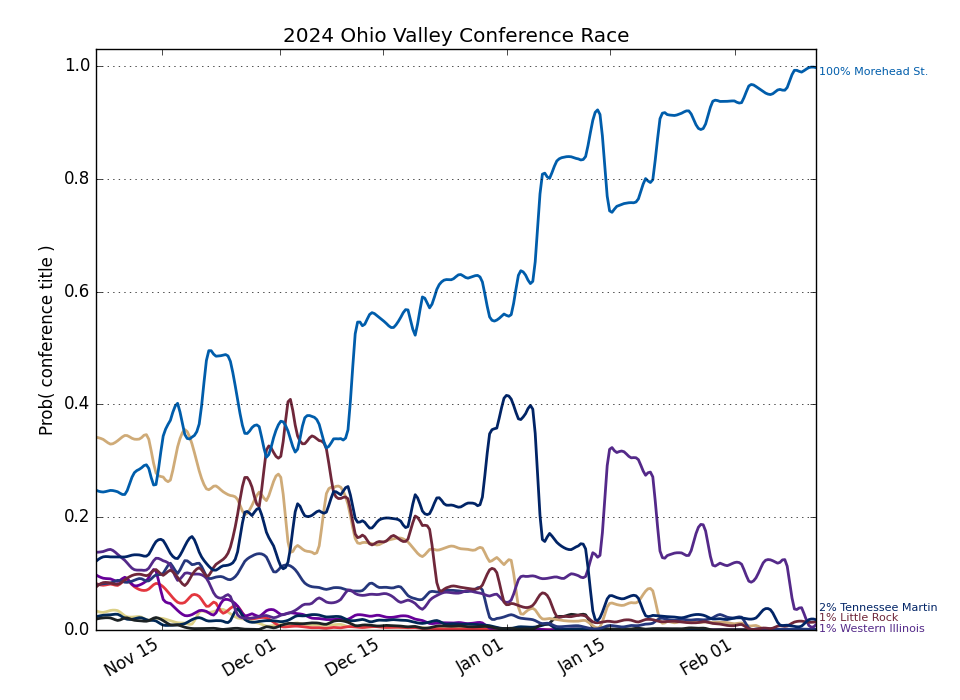 2024 Ohio Valley Conference Race
Prob( conference title )
1.0
0.8
0.6
0.4
0.2
0.0
Nov 15
Dec 01
Dec 15
Jan 01
Jan 15
Feb 01
100% Morehead St.
2% Tennessee Martin
1% Little Rock
1% Western Illinois